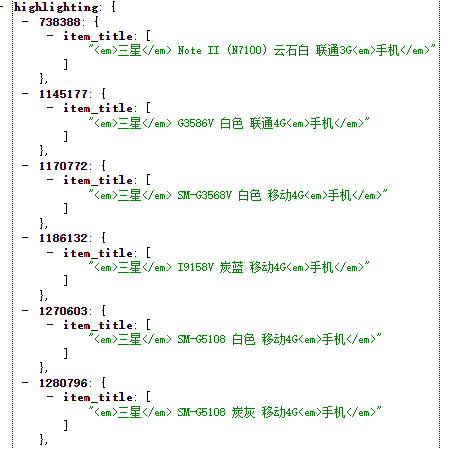 - highlighting: {
- 738388: {
- item_title: [
"<em>三星</em> Note II (N7100) 云石白 联通3G<em>手机</em>"
]
},
- 1145177: {
- item_title: [
"<em>三星</em> G3586V 白色 联通4G<em>手机</em>"
]
},
- 1170772: {
- item_title: [
"<em>三星</em> SM-G3568V 白色 移动4G<em>手机</em>"
]
},
- 1186132: {
- item_title: [
"<em>三星</em> I9158V 炭蓝 移动4G<em>手机</em>"
]
},
- 1270603: {
- item_title: [
"<em>三星</em> SM-G5108 白色 移动4G<em>手机</em>"
]
},
- 1280796: {
- item_title: [
"<em>三星</em> SM-G5108 炭灰 移动4G<em>手机</em>"
]
},